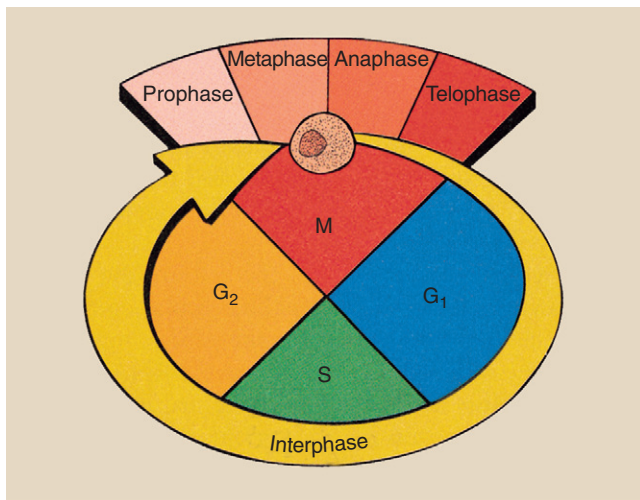 Prophase
Metaphase
Anaphase
Telophase
M
G₂
G₁
S
Interphase